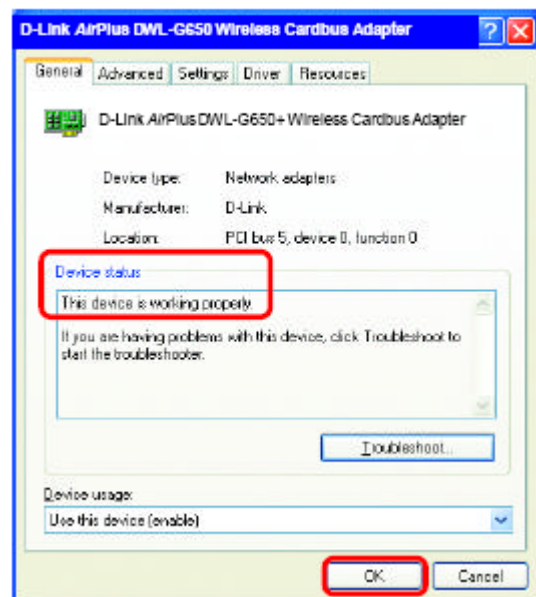 D-Link AirPlus DWL-G650 Wireless Cardbus Adapter
General Advanced Settings Driver Resources
D-Link AirPlus DWL-G650+ Wireless Cardbus Adapter
Device type: Network adapters
Manufacturer: D-Link
Location: PCI bus 5, device 0, function 0
Device status
This device is working properly.
If you are having problems with this device, click Troubleshoot to
start the troubleshooter.
Troubleshoot...
Device usage:
Use this device (enable)
OK Cancel